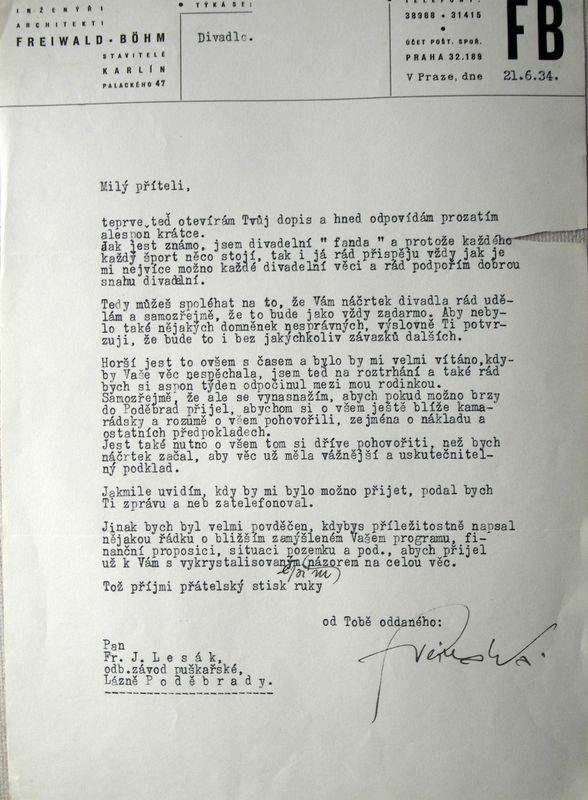 INŽENÝŘI
ARCHITEKTI
FREIWALD · BÖHM
STAVITELÉ
KARLÍN
PALACKÉHO 47
TÝKÁ SE:
Divadlo.
TELEFONY:
38988 · 31415
ÚČET POŠT. SPOŘ.
PRAHA 32.189
V Praze, dne 21.6.34.
FB
Milý příteli,
teprve teď otevírám Tvůj dopis a hned odpovídám prozatím
alespon krátce.
Jak jest známo, jsem divadelní " fanda " a protože každého
každý šport něco stojí, tak i já rád přispěju vždy jak je
mi nejvíce možno každé divadelní věci a rád podpořím dobrou
snahu divadelní.
Tedy můžeš spoléhat na to, že Vám náčrtek divadla rád udě-
lám a samozřejmě, že to bude jako vždy zadarmo. Aby neby-
lo také nějakých domněnek nesprávných, výslovně Ti potvr-
zuji, že bude to i bez jakýchkoliv závazků dalších.
Horší jest to ovšem s časem a bylo by mi velmi vítáno,kdy-
by Vaše věc nespěchala, jsem teď na roztrhání a také rád
bych si aspon týden odpočinul mezi mou rodinkou.
Samozřejmě, že ale se vynasnažím, abych pokud možno brzy
do Poděbrad přijel, abychom si o všem ještě blíže kama-
rádsky a rozumě o všem pohovořili, zejména o nákladu a
ostatních předpokladech.
Jest také nutno o všem tom si dříve pohovořiti, než bych
náčrtek začal, aby věc už měla vážnější a uskutečnitel-
ný podklad.
Jakmile uvidím, kdy by mi bylo možno přijet, podal bych
Ti zprávu a neb zatelefonoval.
Jinak bych byl velmi povděčen, kdybys příležitostně napsal
nějakou řádku o bližším zamýšleném Vašem programu, fi-
nanční proposici, situaci pozemku a pod., abych přijel
už k Vám s vykrystalisovaným názorem na celou věc.
Tož příjmi přátelský stisk ruky
od Tobě oddaného:
Pan
Fr. J. Lesák,
odb.závod puškařské,
Lázně Poděbrady.